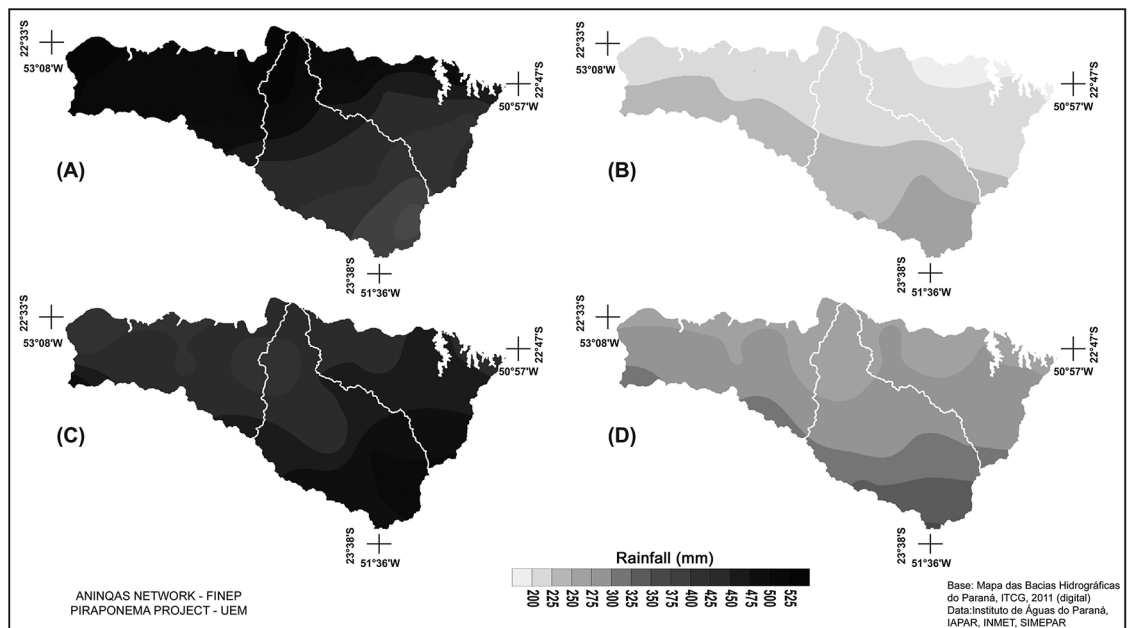 22°33'S
53°08'W
22°47'S
50°57'W
(A)
23°38'S
51°36'W
22°33'S
53°08'W
22°47'S
50°57'W
(B)
23°38'S
51°36'W
22°33'S
53°08'W
22°47'S
50°57'W
(C)
23°38'S
51°36'W
22°33'S
53°08'W
22°47'S
50°57'W
(D)
23°38'S
51°36'W
Rainfall (mm)
200 225 250 275 300 325 350 375 400 425 450 475 500 525
ANINQAS NETWORK - FINEP
PIRAPONEMA PROJECT - UEM
Base: Mapa das Bacias Hidrográficas
do Paraná, ITCG, 2011 (digital)
Data:Instituto de Águas do Paraná,
IAPAR, INMET, SIMEPAR